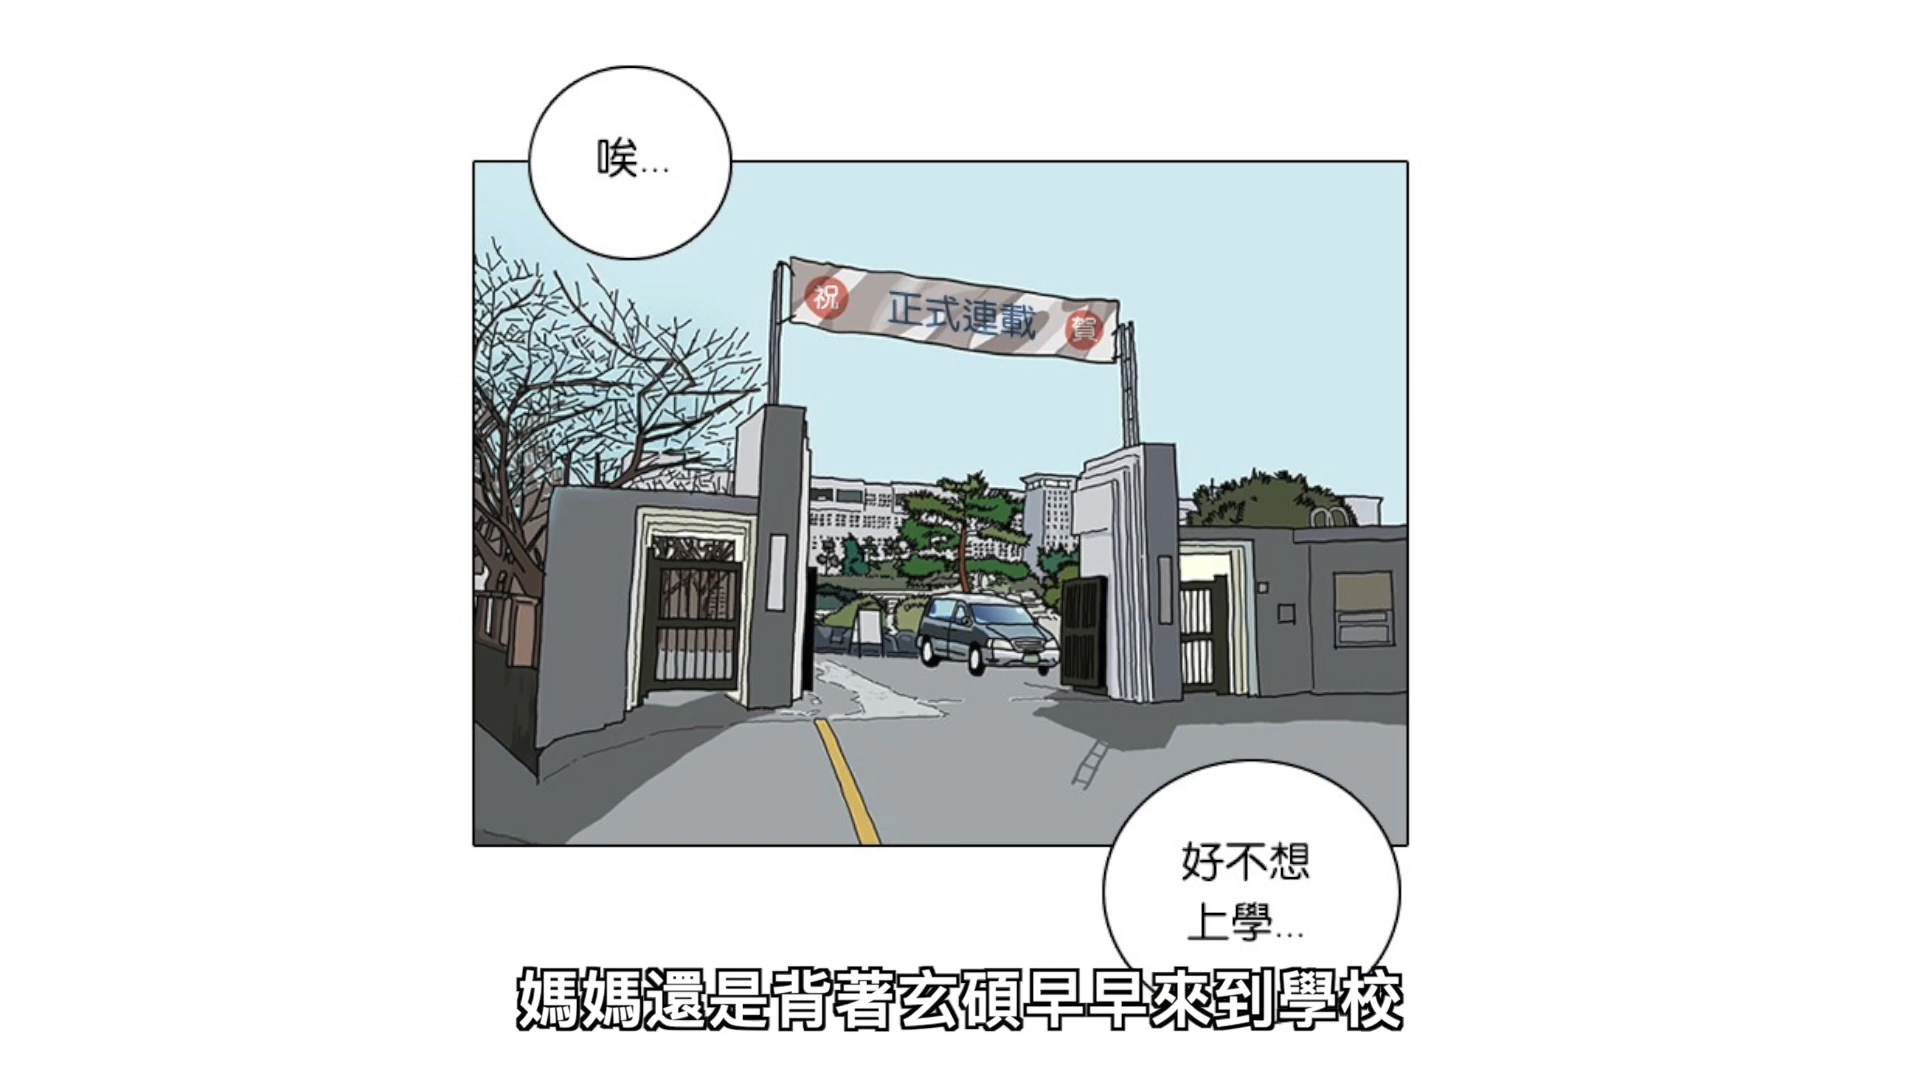 唉...
祝 正式連載 賀
好不想
上學...
媽媽還是背著玄碩早早來到學校